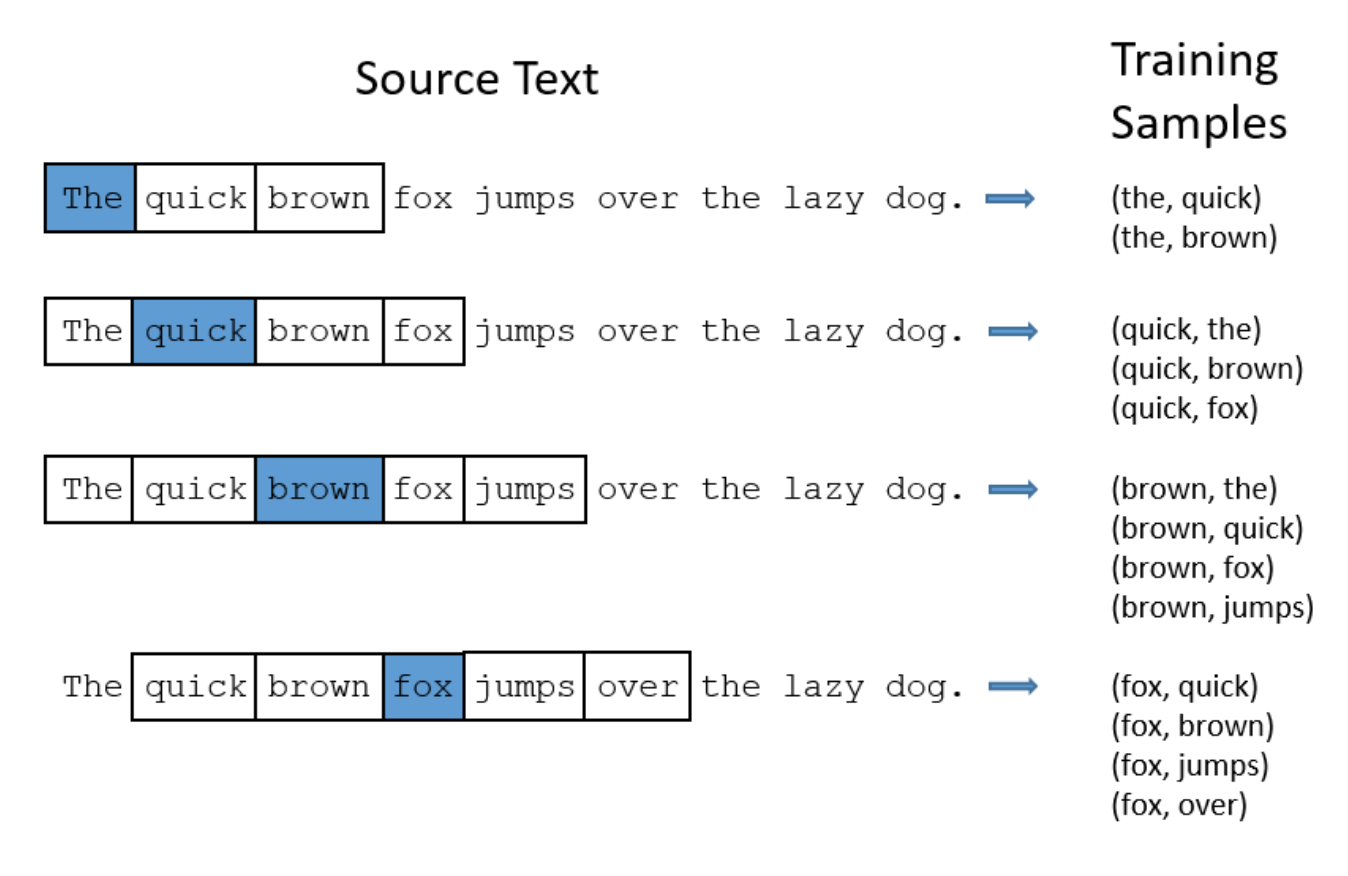 Source Text
Training
Samples
The quick brown fox jumps over the lazy dog.
(the, quick)
(the, brown)
The quick brown fox jumps over the lazy dog.
(quick, the)
(quick, brown)
(quick, fox)
The quick brown fox jumps over the lazy dog.
(brown, the)
(brown, quick)
(brown, fox)
(brown, jumps)
The quick brown fox jumps over the lazy dog.
(fox, quick)
(fox, brown)
(fox, jumps)
(fox, over)